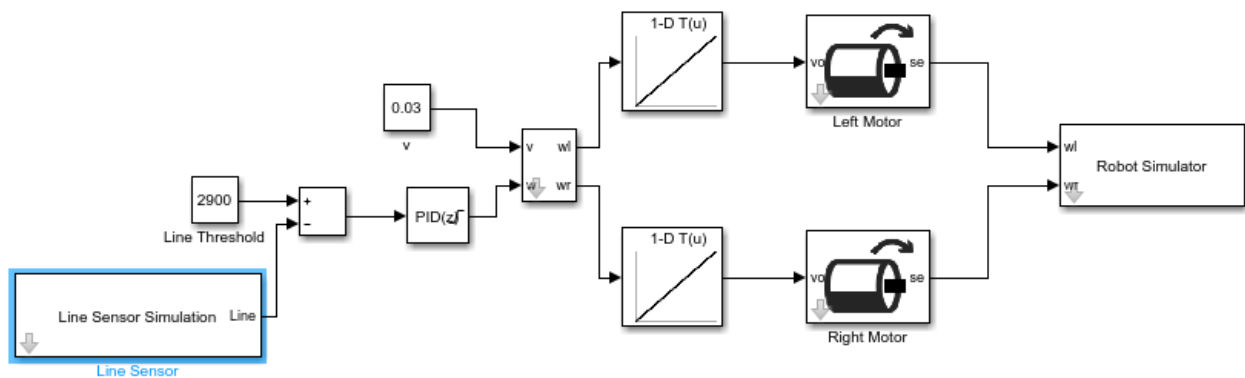 1-D T(u)
vo
se
Left Motor
0.03
v
v
wl
w
wr
wl
Robot Simulator
wr
2900
+
−
PID(z)
Line Threshold
1-D T(u)
vo
se
Right Motor
Line Sensor Simulation
Line
Line Sensor